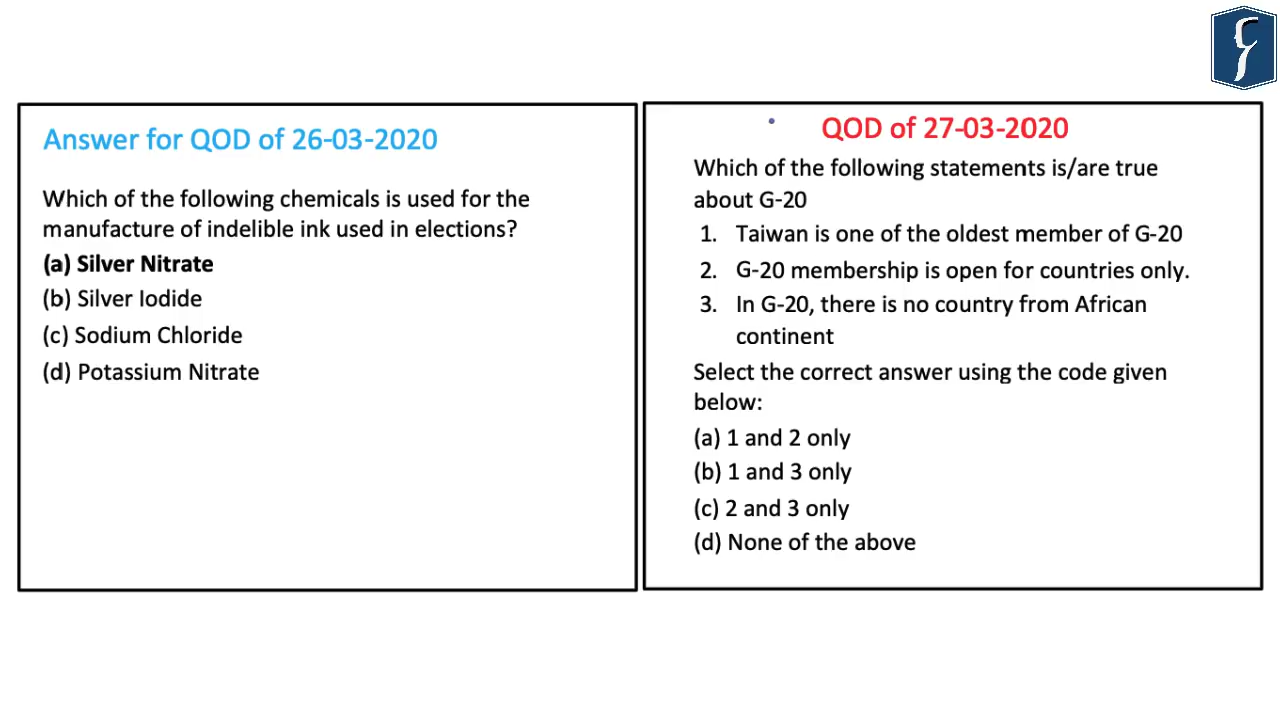 Answer for QOD of 26-03-2020
Which of the following chemicals is used for the
manufacture of indelible ink used in elections?
(a) Silver Nitrate
(b) Silver Iodide
(c) Sodium Chloride
(d) Potassium Nitrate
QOD of 27-03-2020
Which of the following statements is/are true
about G-20
1. Taiwan is one of the oldest member of G-20
2. G-20 membership is open for countries only.
3. In G-20, there is no country from African
continent
Select the correct answer using the code given
below:
(a) 1 and 2 only
(b) 1 and 3 only
(c) 2 and 3 only
(d) None of the above